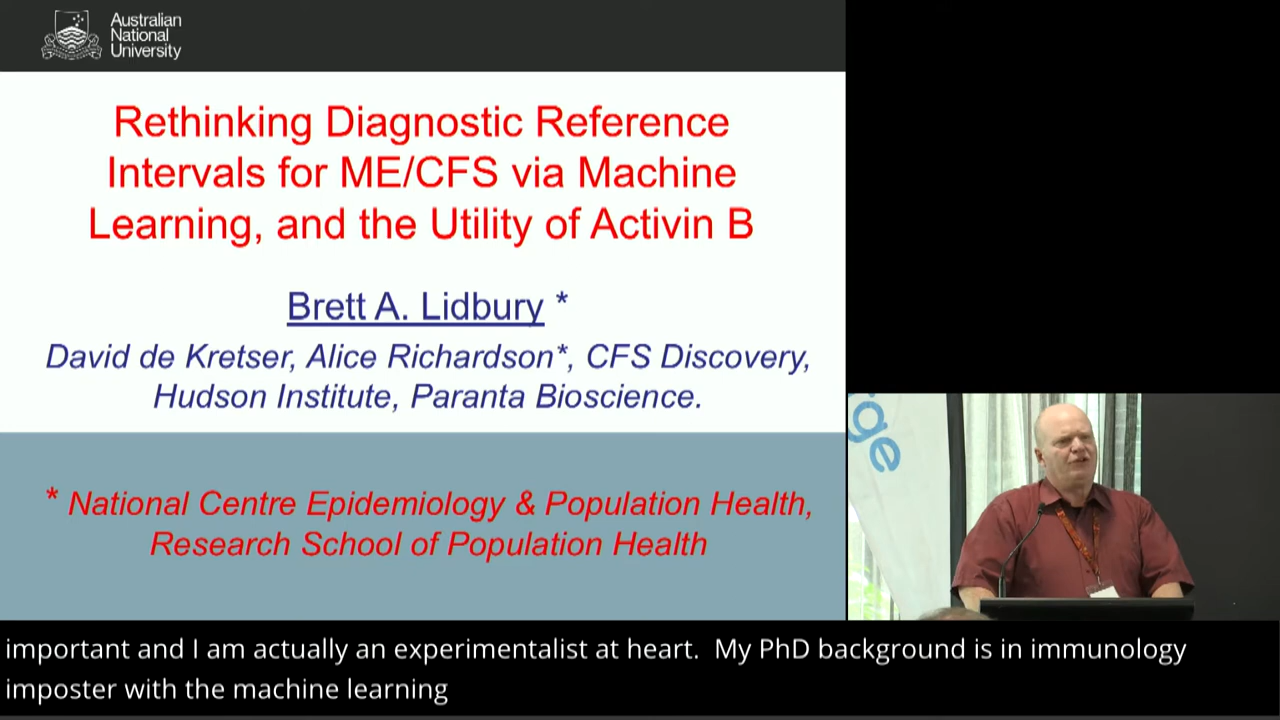 Australian
National
University
Rethinking Diagnostic Reference
Intervals for ME/CFS via Machine
Learning, and the Utility of Activin B
Brett A. Lidbury *
David de Kretser, Alice Richardson*, CFS Discovery,
Hudson Institute, Paranta Bioscience.
* National Centre Epidemiology & Population Health,
Research School of Population Health
rge
important and I am actually an experimentalist at heart.  My PhD background is in immunology
imposter with the machine learning